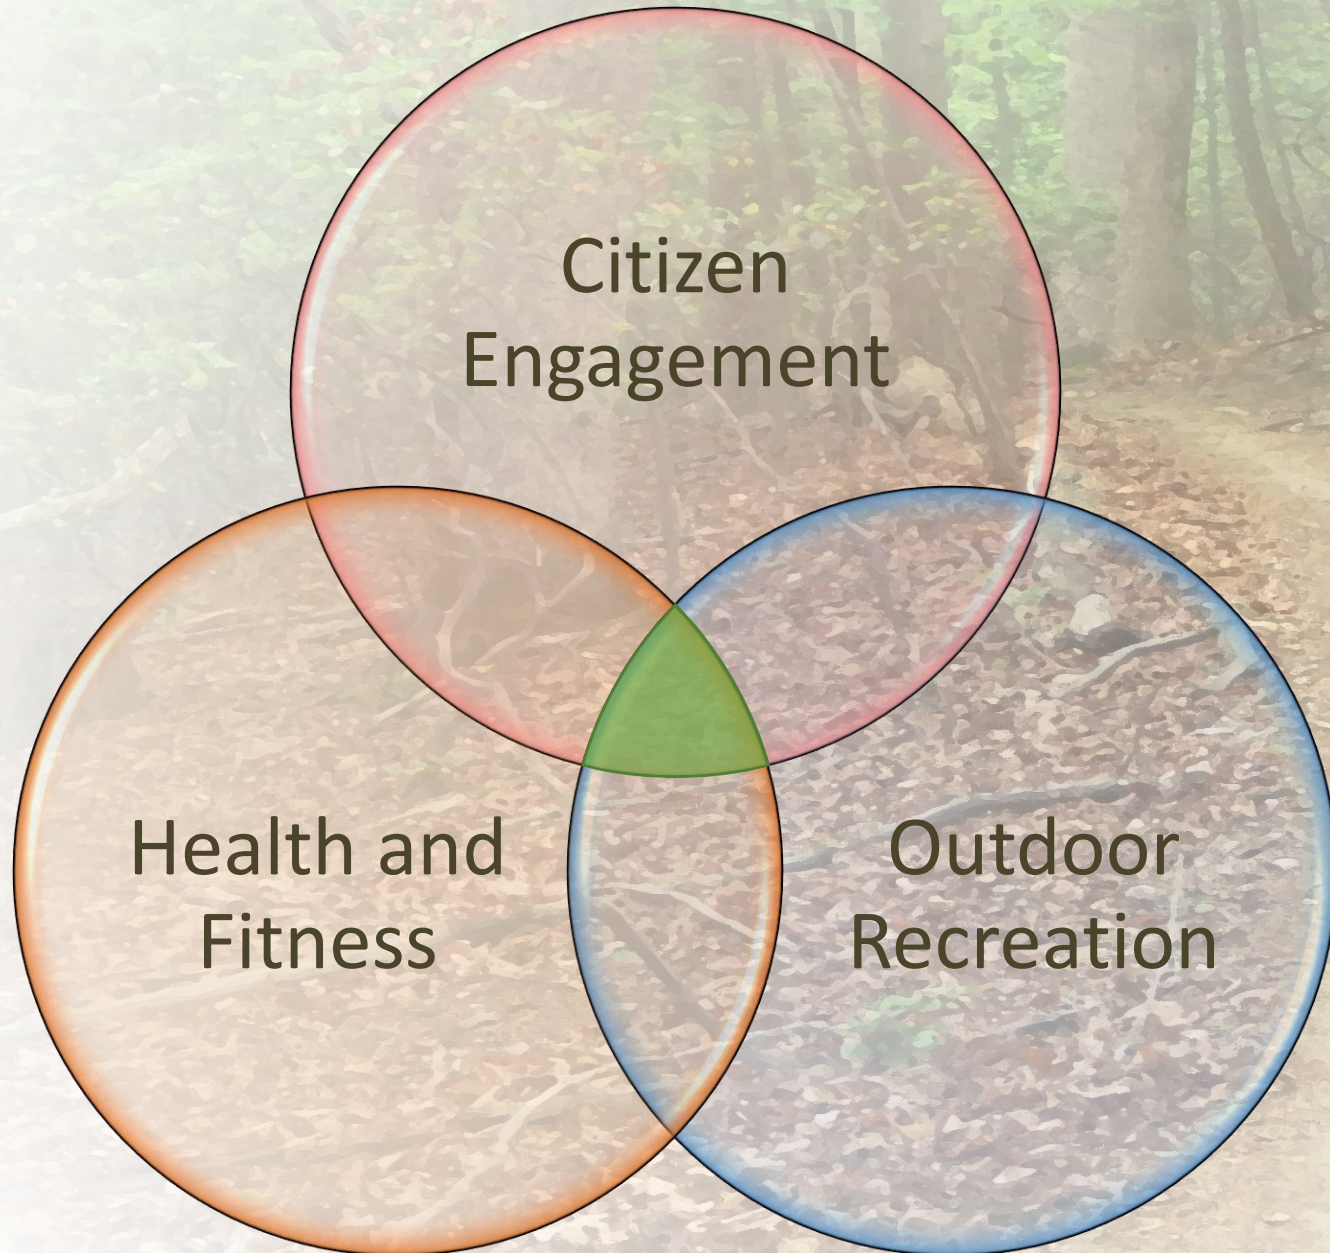 Citizen
Engagement
Health and
Fitness
Outdoor
Recreation